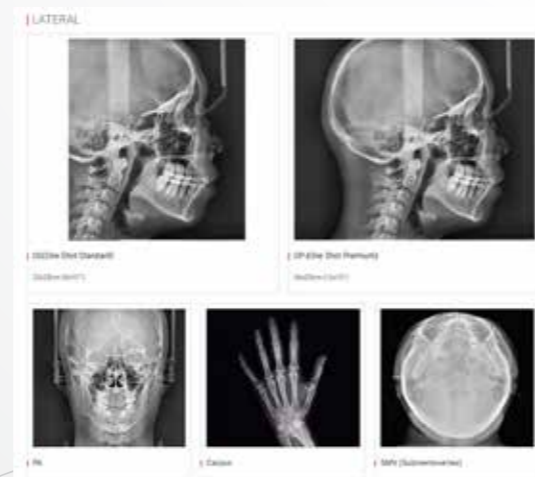 LATERAL
OS(One Shot Standard)
OP (One Shot Premium)
PA
Carpus
SMV (Submentovertex)